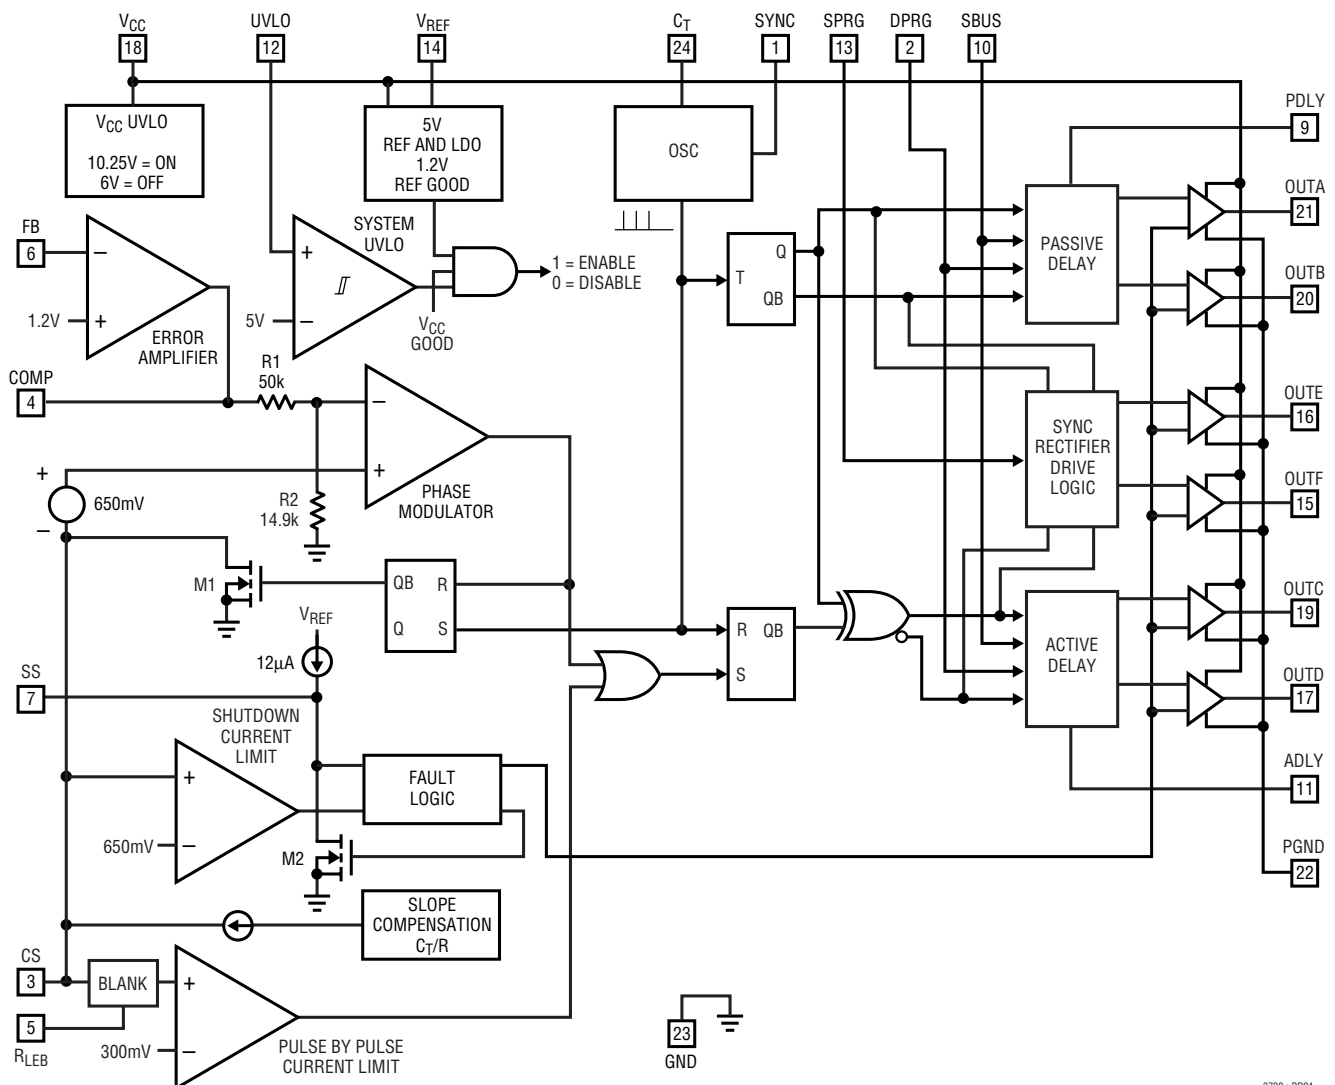 VCC
18
UVLO
12
VREF
14
CT
24
SYNC
1
SPRG
13
DPRG
2
SBUS
10
VCC UVLO
10.25V = ON
6V = OFF
5V
REF AND LDO
1.2V
REF GOOD
OSC
PDLY
9
FB
6
−
1.2V
+
ERROR
AMPLIFIER
SYSTEM
UVLO
+
5V
−
VCC
GOOD
1 = ENABLE
0 = DISABLE
T
Q
QB
PASSIVE
DELAY
OUTA
21
OUTB
20
COMP
4
R1
50k
−
+
PHASE
MODULATOR
R2
14.9k
+
650mV
−
SYNC
RECTIFIER
DRIVE
LOGIC
OUTE
16
OUTF
15
M1
QB
R
Q
S
R
QB
S
ACTIVE
DELAY
OUTC
19
OUTD
17
VREF
12μA
SS
7
SHUTDOWN
CURRENT
LIMIT
+
650mV
−
FAULT
LOGIC
M2
ADLY
11
PGND
22
SLOPE
COMPENSATION
CT/R
CS
3
BLANK
+
5
RLEB
300mV
−
PULSE BY PULSE
CURRENT LIMIT
23
GND